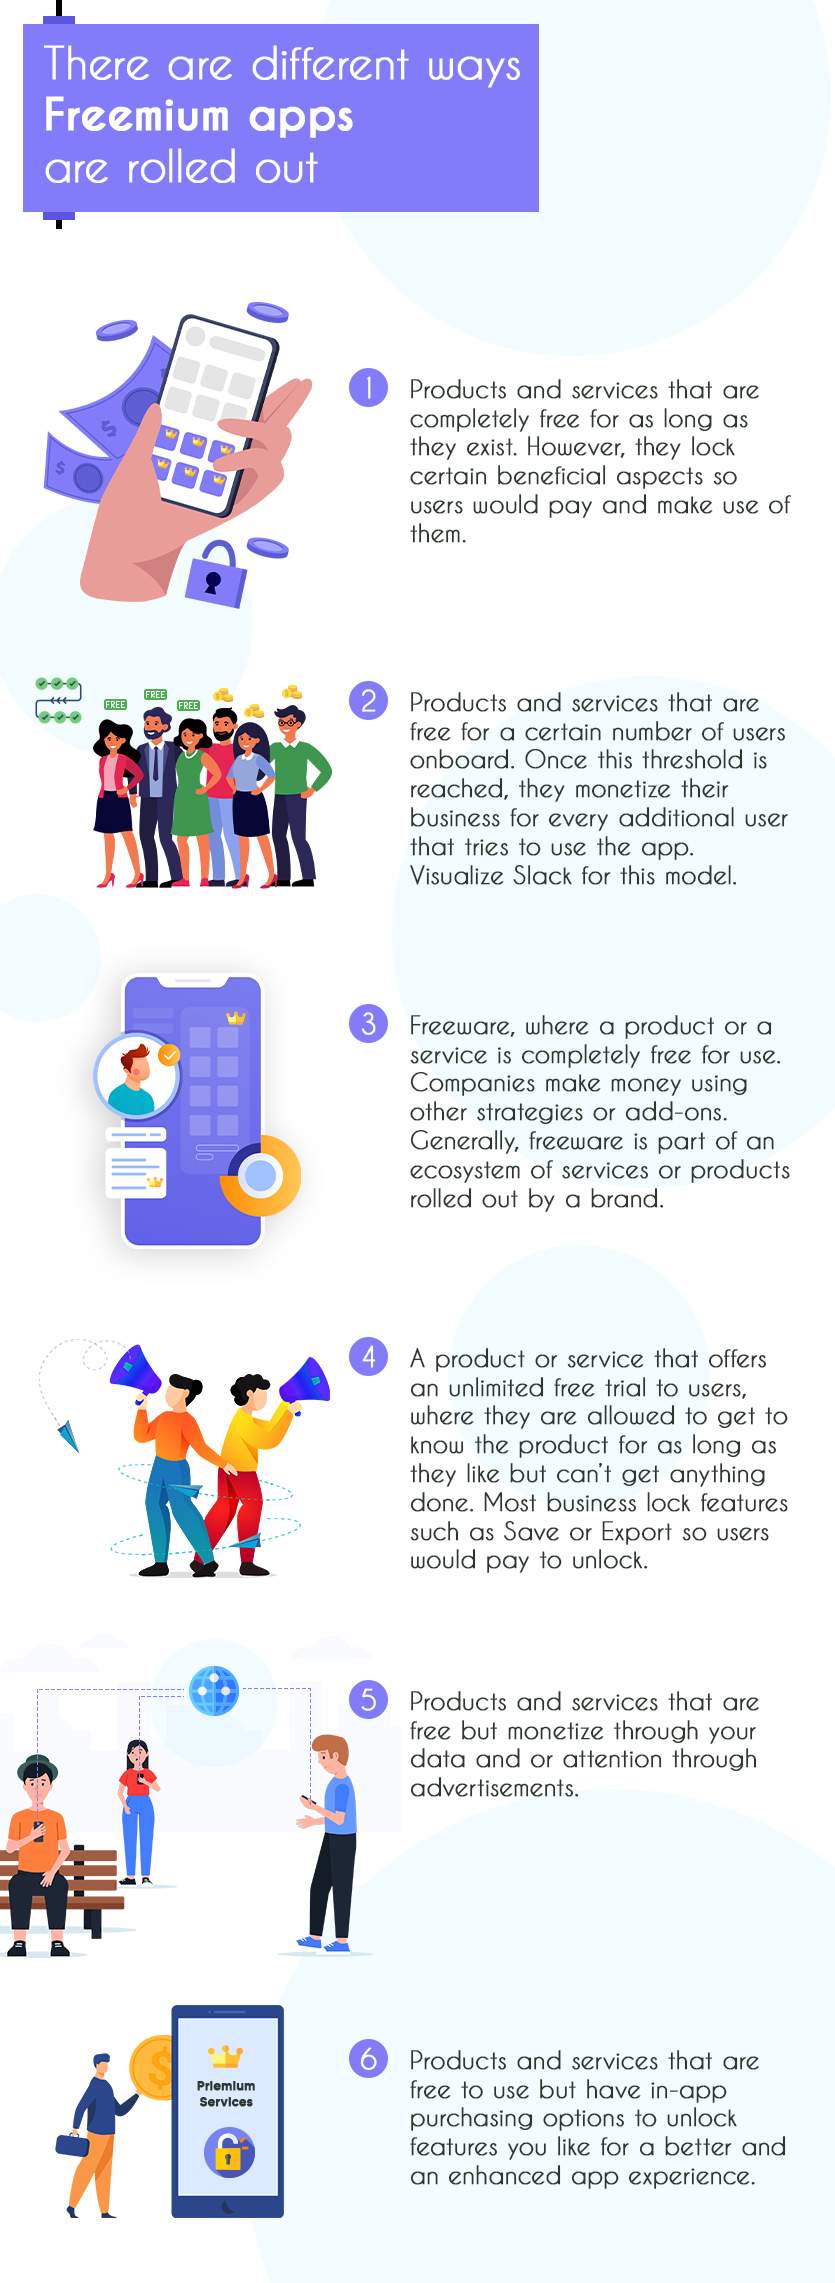 There are different ways
Freemium apps
are rolled out
1
Products and services that are
completely free for as long as
they exist. However, they lock
certain beneficial aspects so
users would pay and make use of
them.
$
$
FREE
FREE
FREE
2
Products and services that are
free for a certain number of users
onboard. Once this threshold is
reached, they monetize their
business for every additional user
that tries to use the app.
Visualize Slack for this model.
3
Freeware, where a product or a
service is completely free for use.
Companies make money using
other strategies or add-ons.
Generally, freeware is part of an
ecosystem of services or products
rolled out by a brand.
4
A product or service that offers
an unlimited free trial to users,
where they are allowed to get to
know the product for as long as
they like but can't get anything
done. Most business lock features
such as Save or Export so users
would pay to unlock.
5
Products and services that are
free but monetize through your
data and or attention through
advertisements.
6
Products and services that are
free to use but have in-app
purchasing options to unlock
features you like for a better and
an enhanced app experience.
$
Priemium
Services